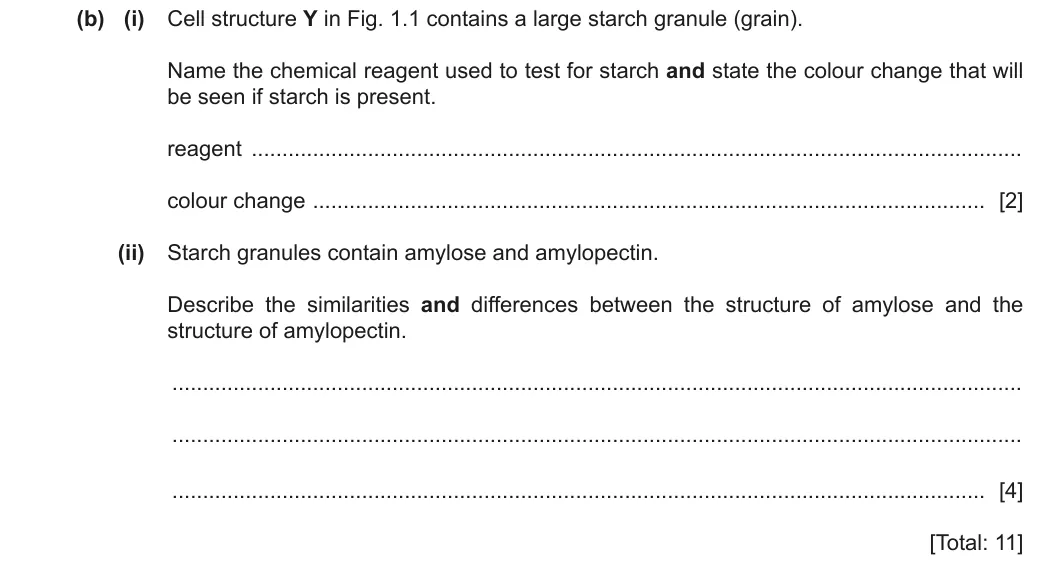 (b) (i) Cell structure Y in Fig. 1.1 contains a large starch granule (grain).
Name the chemical reagent used to test for starch and state the colour change that will
be seen if starch is present.
reagent ................................................................................................................................
colour change ................................................................................................................ [2]
(ii) Starch granules contain amylose and amylopectin.
Describe the similarities and differences between the structure of amylose and the
structure of amylopectin.
............................................................................................................................................
............................................................................................................................................
...................................................................................................................................... [4]
[Total: 11]